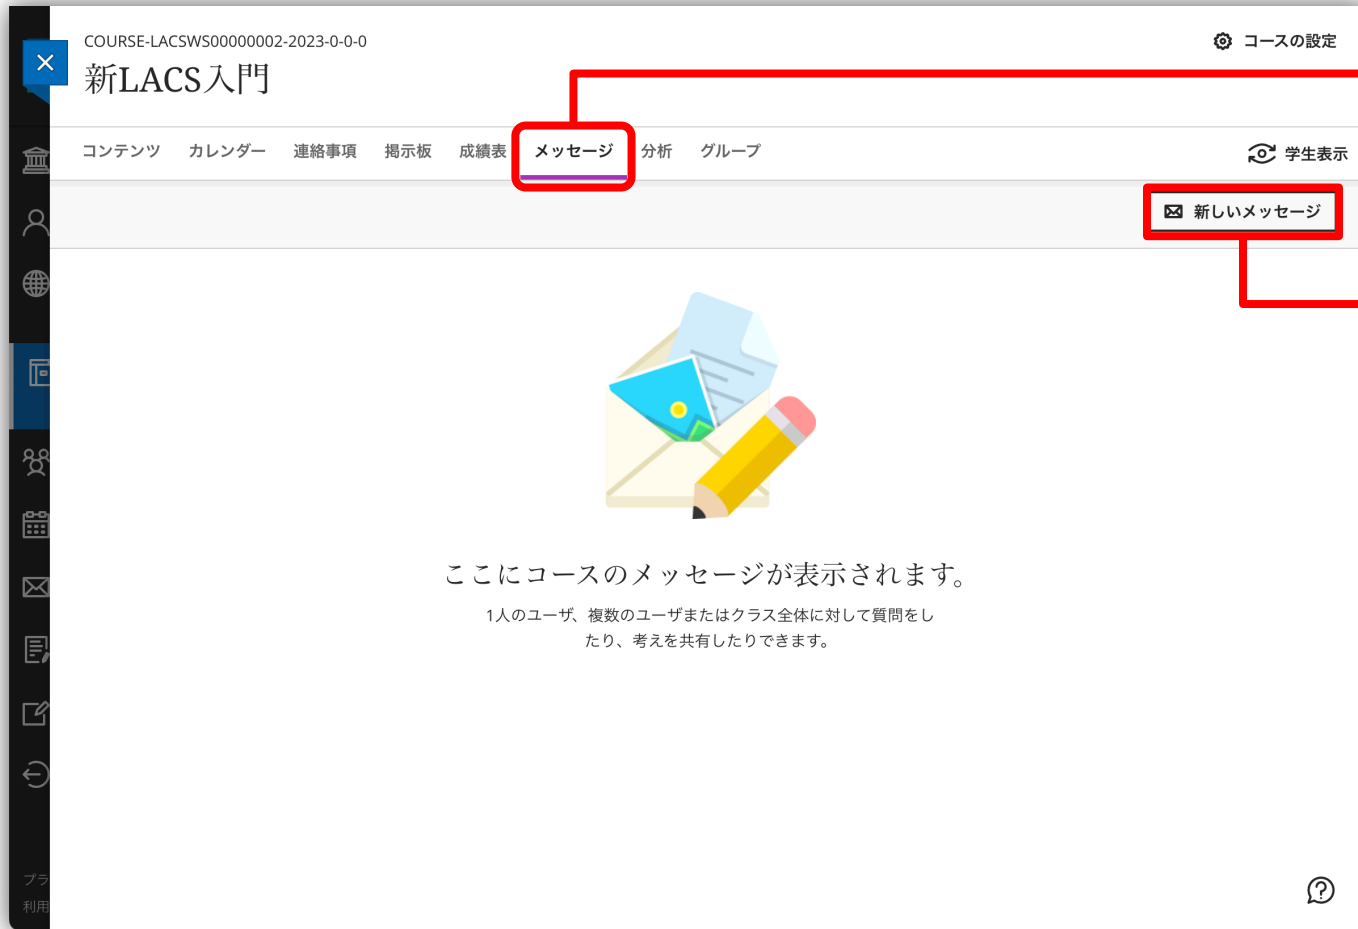 COURSE-LACSWS00000002-2023-0-0-0
コースの設定
新LACS入門
コンテンツ カレンダー 連絡事項 掲示板 成績表 メッセージ 分析 グループ
学生表示
新しいメッセージ
ここにコースのメッセージが表示されます。
1人のユーザ、複数のユーザまたはクラス全体に対して質問をし
たり、考えを共有したりできます。
プラ
利用